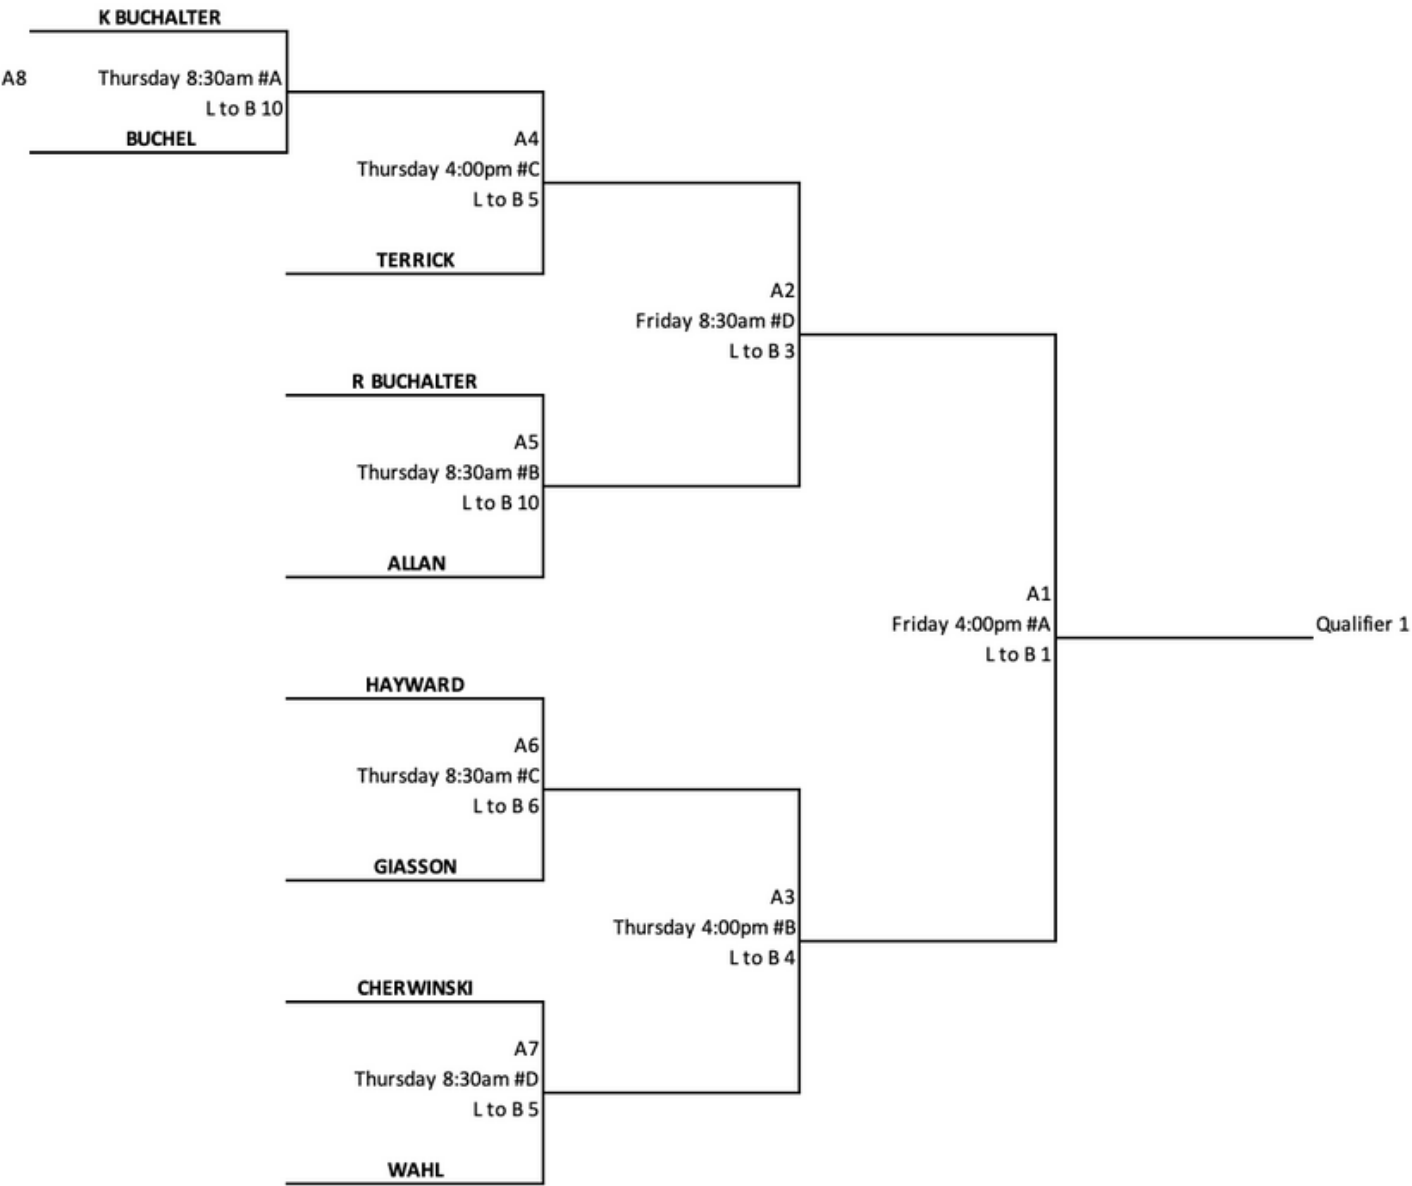 K BUCHALTER
A8 Thursday 8:30am #A
L to B 10
BUCHEL
A4
Thursday 4:00pm #C
L to B 5
TERRICK
A2
Friday 8:30am #D
L to B 3
R BUCHALTER
A5
Thursday 8:30am #B
L to B 10
ALLAN
A1
Friday 4:00pm #A
L to B 1
Qualifier 1
HAYWARD
A6
Thursday 8:30am #C
L to B 6
GIASSON
A3
Thursday 4:00pm #B
L to B 4
CHERWINSKI
A7
Thursday 8:30am #D
L to B 5
WAHL